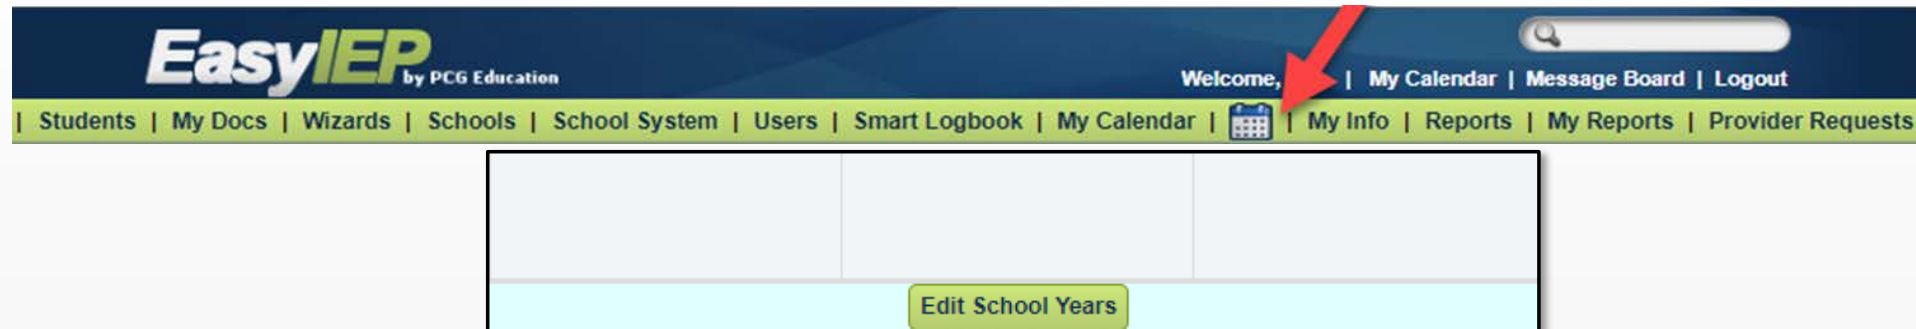 EasyIEP by PCG Education
Welcome, | My Calendar | Message Board | Logout
| Students | My Docs | Wizards | Schools | School System | Users | Smart Logbook | My Calendar | | My Info | Reports | My Reports | Provider Requests
Edit School Years